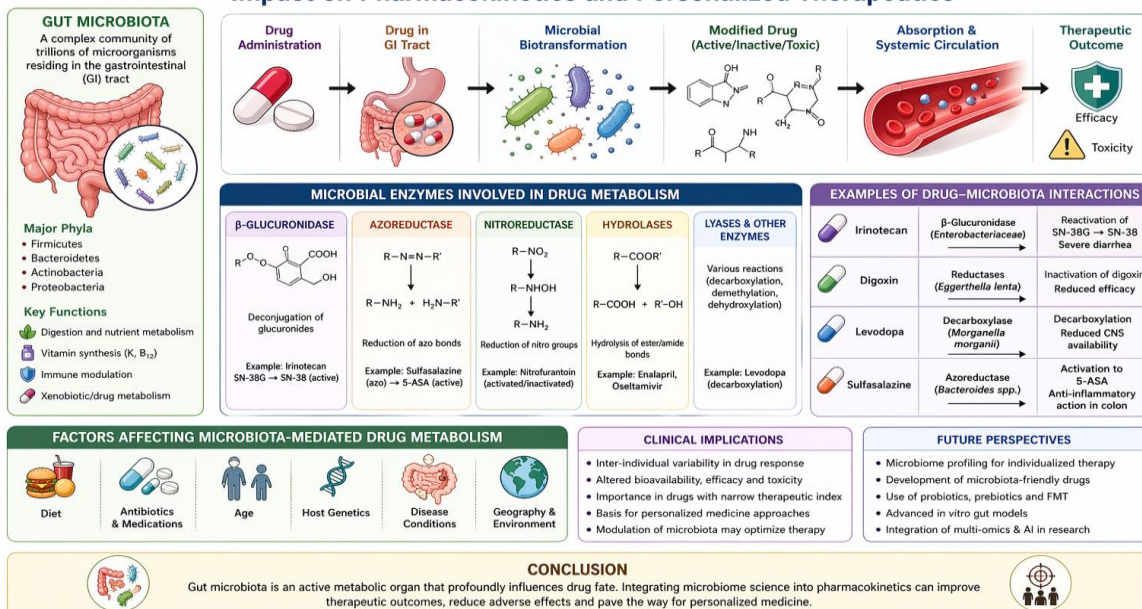 Impact on Pharmacokinetics and Personalized Therapeutics
GUT MICROBIOTA
A complex community of
trillions of microorganisms
residing in the gastrointestinal
(GI) tract
Major Phyla
• Firmicutes
• Bacteroidetes
• Actinobacteria
• Proteobacteria
Key Functions
Digestion and nutrient metabolism
Vitamin synthesis (K, B₁₂)
Immune modulation
Xenobiotic/drug metabolism
Drug
Administration
Drug in
GI Tract
Microbial
Biotransformation
Modified Drug
(Active/Inactive/Toxic)
Absorption &
Systemic Circulation
Therapeutic
Outcome
Efficacy
Toxicity
MICROBIAL ENZYMES INVOLVED IN DRUG METABOLISM
β-GLUCURONIDASE
COOH
OH
Deconjugation of
glucuronides
Example: Irinotecan
SN-38G → SN-38 (active)
AZOREDUCTASE
R–N=N–R'
R–NH₂ + H₂N–R'
Reduction of azo bonds
Example: Sulfasalazine
(azo) → 5-ASA (active)
NITROREDUCTASE
R–NO₂
R–NHOH
R–NH₂
Reduction of nitro groups
Example: Nitrofurantoin
(activated/inactivated)
HYDROLASES
R–COOR'
R–COOH + R'–OH
Hydrolysis of ester/amide
bonds
Example: Enalapril,
Oseltamivir
LYASES & OTHER
ENZYMES
Various reactions
(decarboxylation,
demethylation,
dehydroxylation)
Example: Levodopa
(decarboxylation)
EXAMPLES OF DRUG–MICROBIOTA INTERACTIONS
Irinotecan
β-Glucuronidase
(Enterobacteriaceae)
Reactivation of
SN-38G → SN-38
Severe diarrhea
Digoxin
Reductases
(Eggerthella lenta)
Inactivation of digoxin
Reduced efficacy
Levodopa
Decarboxylase
(Morganella
morganii)
Decarboxylation
Reduced CNS
availability
Sulfasalazine
Azoreductase
(Bacteroides spp.)
Activation to
5-ASA
Anti-inflammatory
action in colon
FACTORS AFFECTING MICROBIOTA-MEDIATED DRUG METABOLISM
Diet
Antibiotics
& Medications
Age
Host Genetics
Disease
Conditions
Geography &
Environment
CLINICAL IMPLICATIONS
• Inter-individual variability in drug response
• Altered bioavailability, efficacy and toxicity
• Importance in drugs with narrow therapeutic index
• Basis for personalized medicine approaches
• Modulation of microbiota may optimize therapy
FUTURE PERSPECTIVES
• Microbiome profiling for individualized therapy
• Development of microbiota-friendly drugs
• Use of probiotics, prebiotics and FMT
• Advanced in vitro gut models
• Integration of multi-omics & AI in research
CONCLUSION
Gut microbiota is an active metabolic organ that profoundly influences drug fate. Integrating microbiome science into pharmacokinetics can improve
therapeutic outcomes, reduce adverse effects and pave the way for personalized medicine.